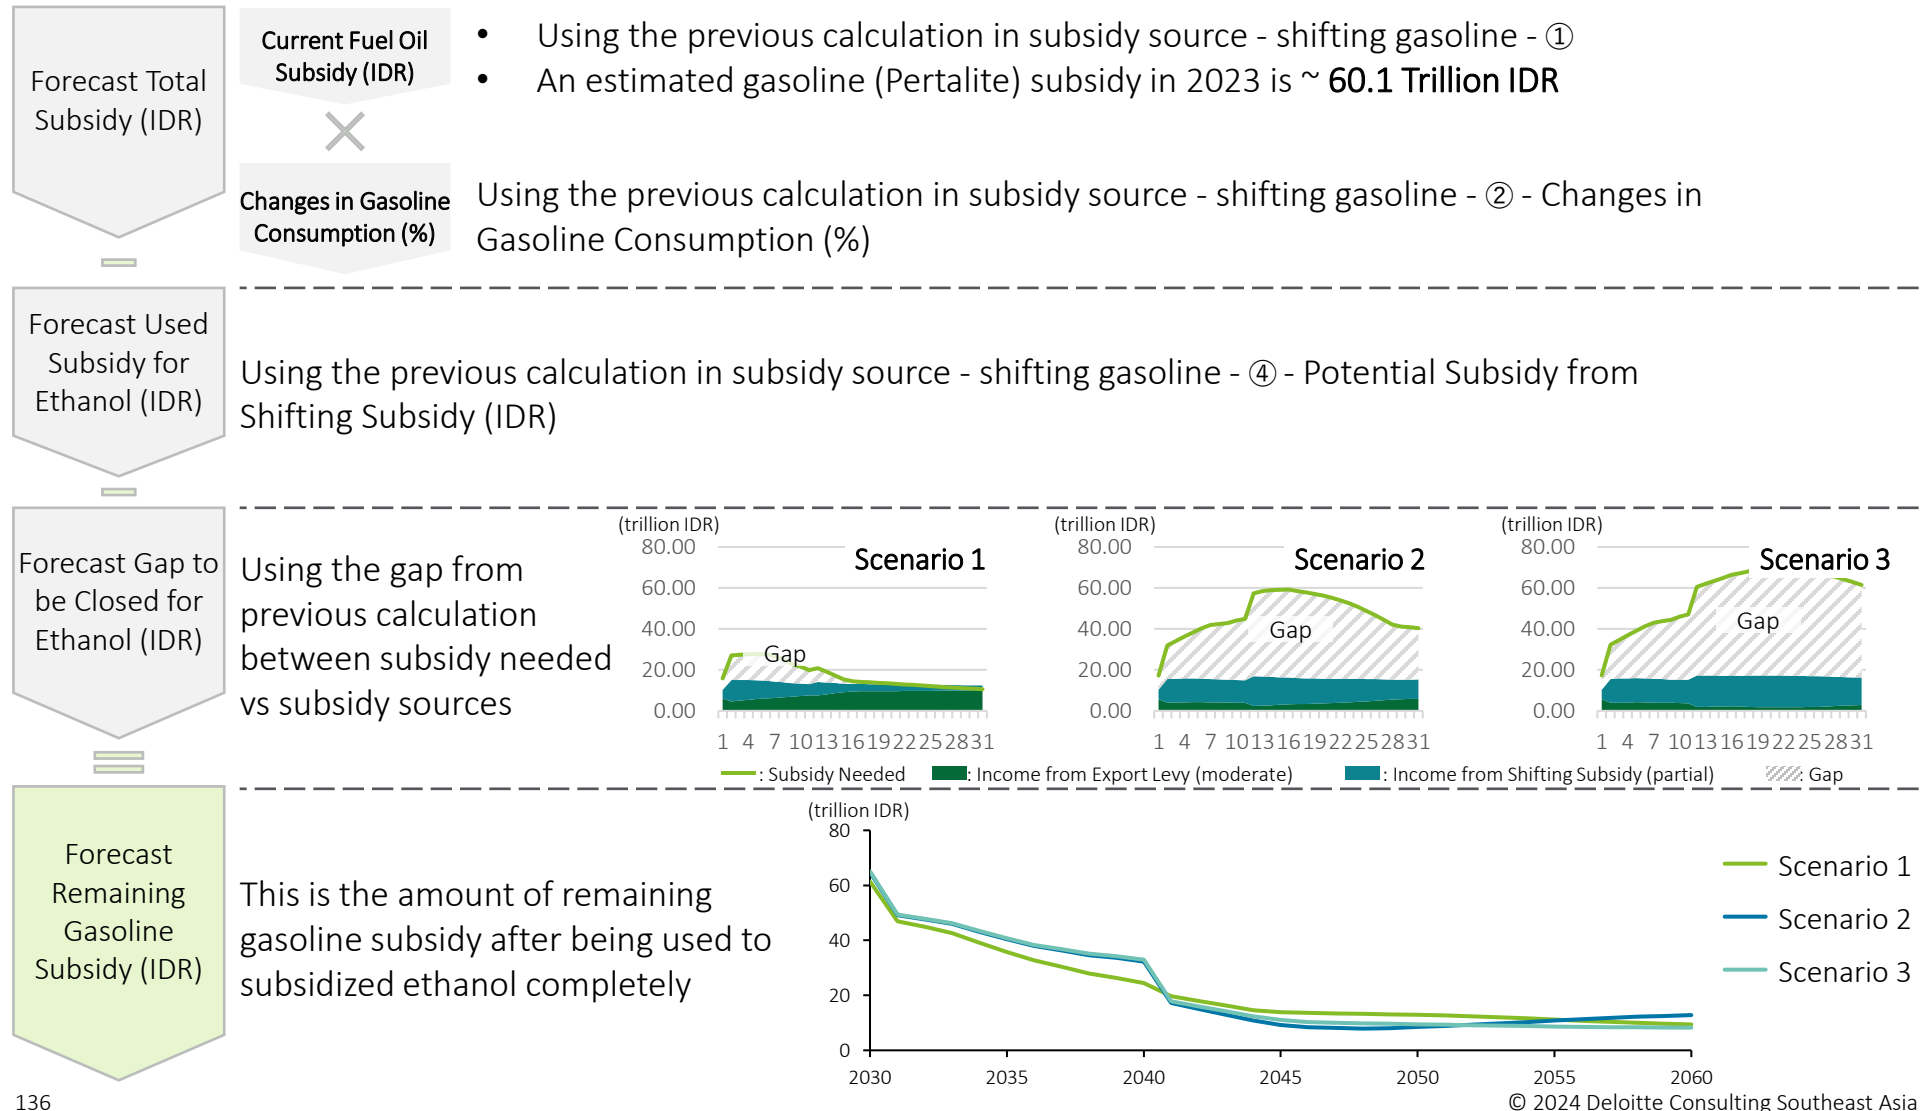 Forecast Total
Subsidy (IDR)
Current Fuel Oil
Subsidy (IDR)
• Using the previous calculation in subsidy source - shifting gasoline - ①
• An estimated gasoline (Pertalite) subsidy in 2023 is ~ 60.1 Trillion IDR
Changes in Gasoline
Consumption (%)
Using the previous calculation in subsidy source - shifting gasoline - ② - Changes in
Gasoline Consumption (%)
Forecast Used
Subsidy for
Ethanol (IDR)
Using the previous calculation in subsidy source - shifting gasoline - ④ - Potential Subsidy from
Shifting Subsidy (IDR)
Forecast Gap to
be Closed for
Ethanol (IDR)
Using the gap from
previous calculation
between subsidy needed
vs subsidy sources
(trillion IDR)
Scenario 1
80.00
60.00
40.00
20.00
0.00
Gap
1 4 7 10 13 16 19 22 25 28 31
(trillion IDR)
Scenario 2
80.00
60.00
40.00
20.00
0.00
Gap
1 4 7 10 13 16 19 22 25 28 31
(trillion IDR)
Scenario 3
80.00
60.00
40.00
20.00
0.00
Gap
1 4 7 10 13 16 19 22 25 28 31
: Subsidy Needed : Income from Export Levy (moderate) : Income from Shifting Subsidy (partial) : Gap
Forecast
Remaining
Gasoline
Subsidy (IDR)
This is the amount of remaining
gasoline subsidy after being used to
subsidized ethanol completely
(trillion IDR)
80
60
40
20
0
2030 2035 2040 2045 2050 2055 2060
Scenario 1
Scenario 2
Scenario 3
136
© 2024 Deloitte Consulting Southeast Asia